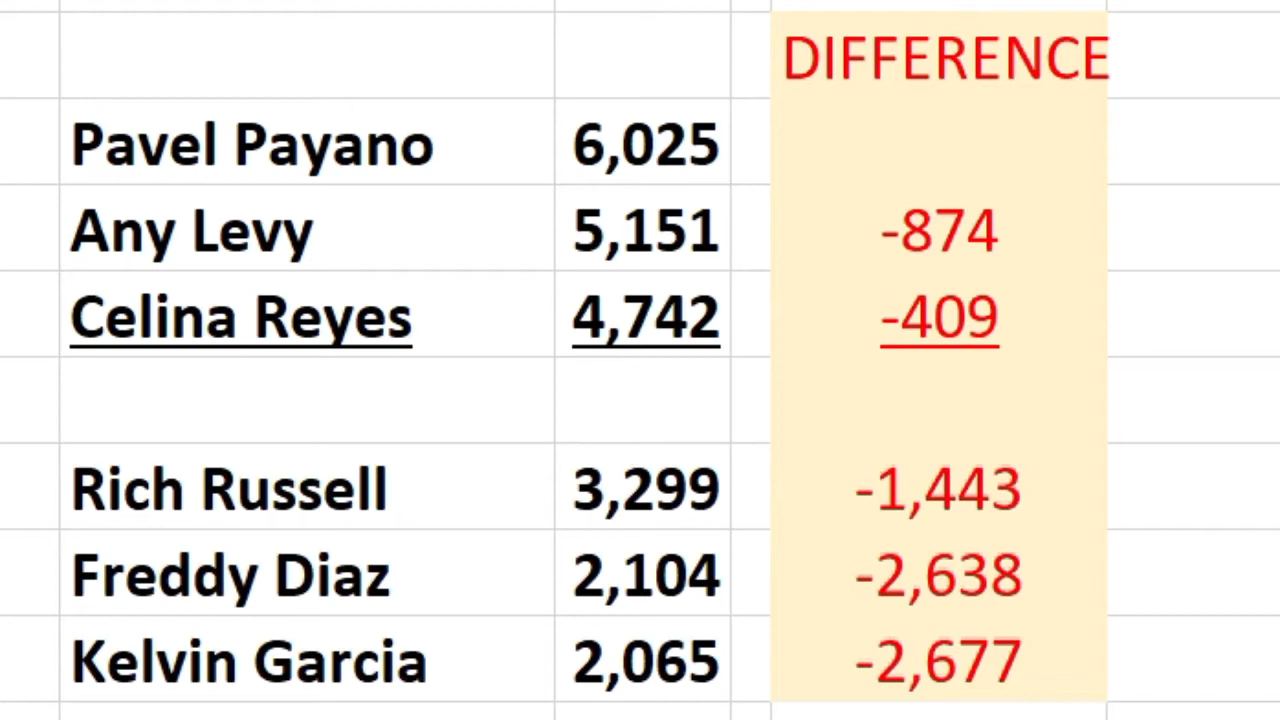 DIFFERENCE
Pavel Payano 6,025
Any Levy 5,151 -874
Celina Reyes 4,742 -409
Rich Russell 3,299 -1,443
Freddy Diaz 2,104 -2,638
Kelvin Garcia 2,065 -2,677